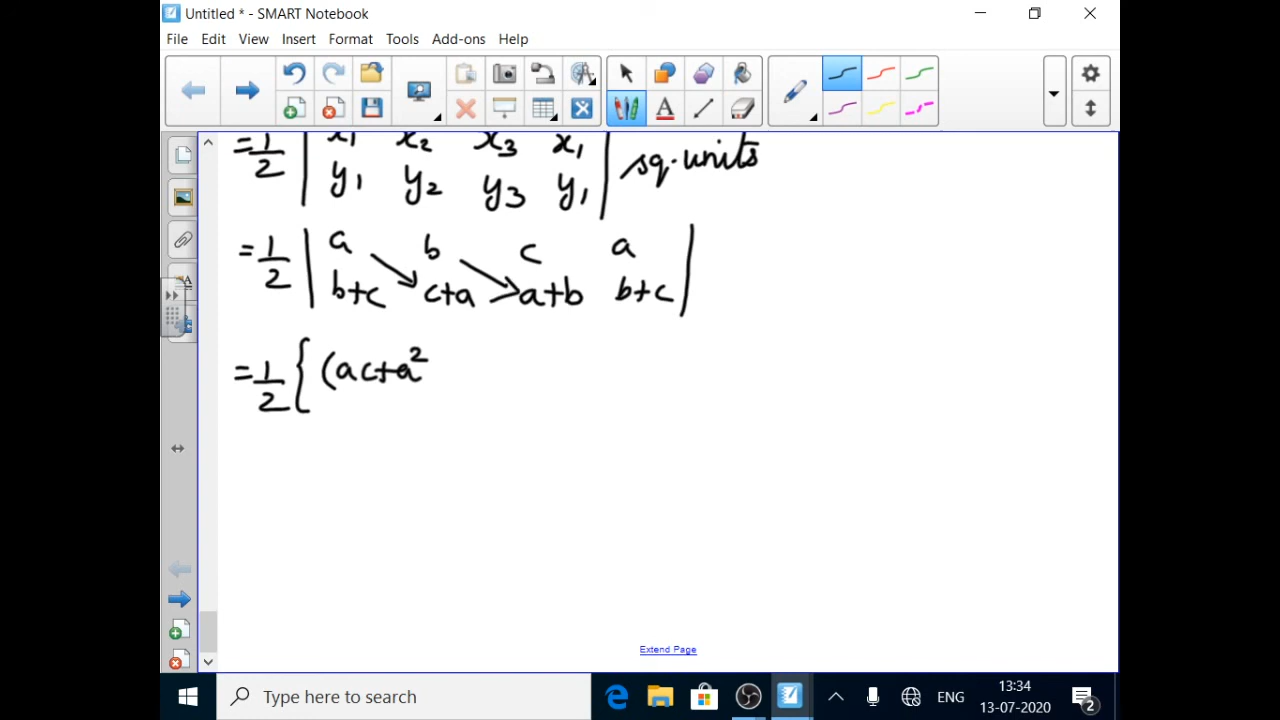 Untitled * - SMART Notebook
File Edit View Insert Format Tools Add-ons Help
= 1/2 | x₁ x₂ x₃ x₁
y₁ y₂ y₃ y₁ | sq.units
= 1/2 | a b c a
b+c c+a a+b b+c |
= 1/2 { (ac+a²
Extend Page
Type here to search
ENG
13:34
13-07-2020
2